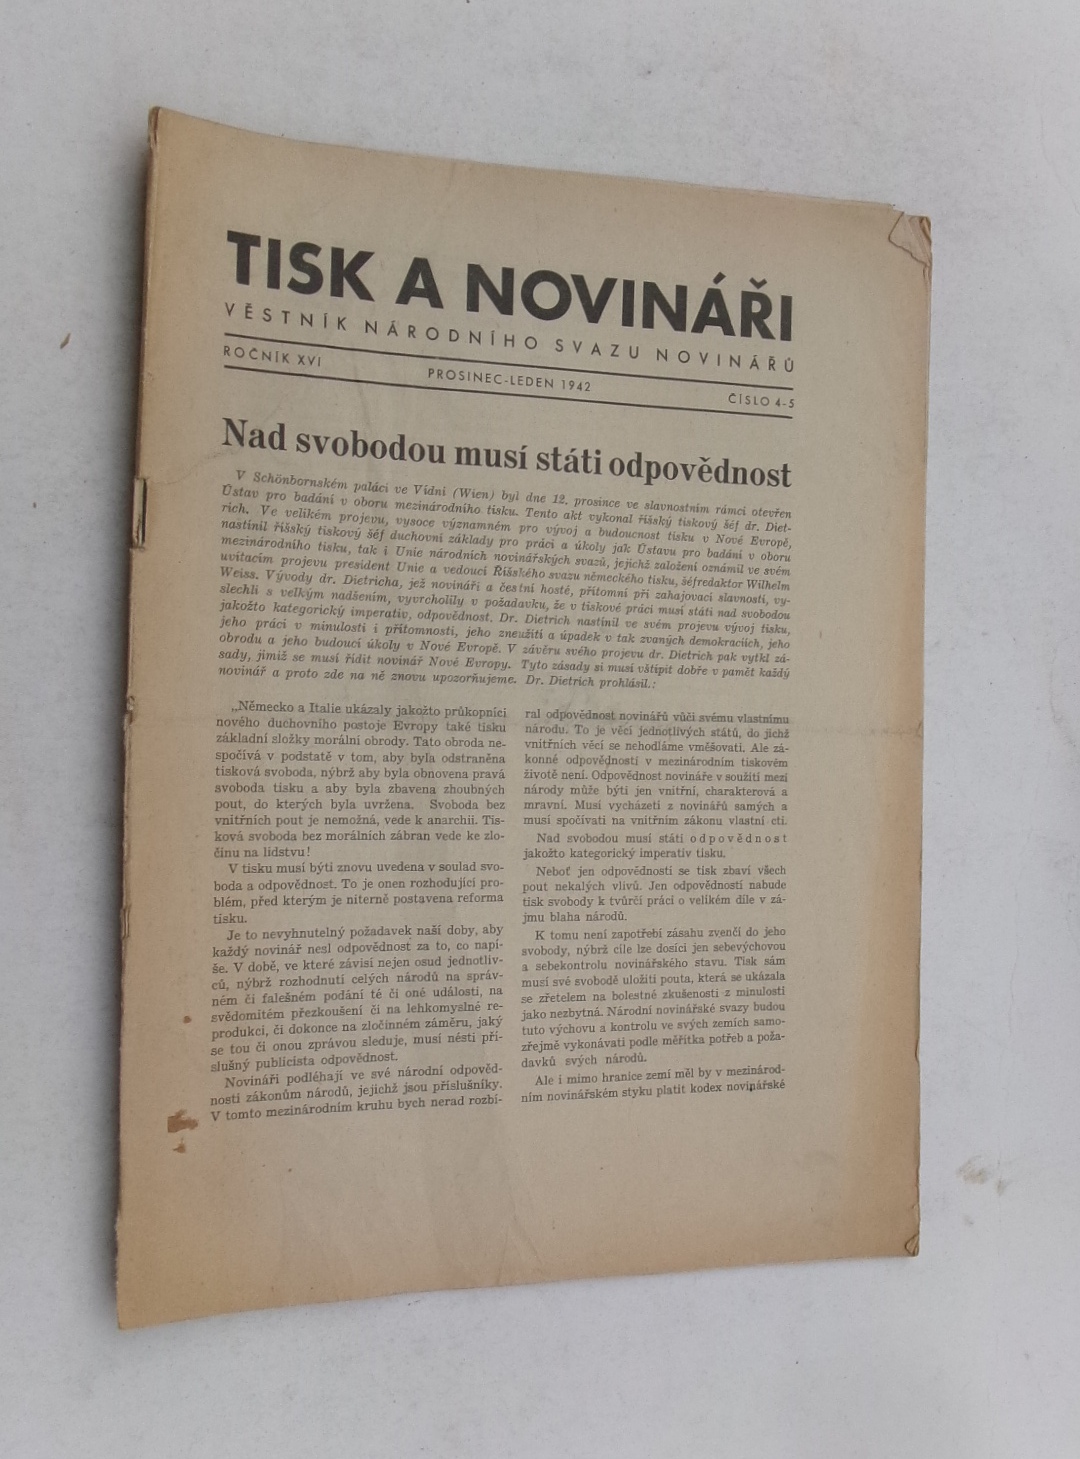 TISK A NOVINÁŘI
VĚSTNÍK NÁRODNÍHO SVAZU NOVINÁŘŮ
ROČNÍK XVI PROSINEC-LEDEN 1942 ČÍSLO 4-5
Nad svobodou musí státi odpovědnost
V Schönbornském paláci ve Vídni (Wien) byl dne 12. prosince ve slavnostním rámci otevřen
Ústav pro badání v oboru mezinárodního tisku. Tento akt vykonal říšský tiskový šéf dr. Diet-
rich. Ve velikém projevu, vysoce významném pro vývoj a budoucnost tisku v Nové Evropě,
nastínil říšský tiskový šéf duchovní základy pro práci a úkoly jak Ústavu pro badání v oboru
mezinárodního tisku, tak i Unie národních novinářských svazů, jejichž založení oznámil ve svém
uvítacím projevu president Unie a vedoucí Říšského svazu německého tisku, šéfredaktor Wilhelm
Weiss. Vývody dr. Dietricha, jež novináři a čestní hosté, přítomní při zahajovací slavnosti, vy-
slechli s velkým nadšením, vyvrcholily v požadavku, že v tiskové práci musí státi nad svobodou
jakožto kategorický imperativ, odpovědnost. Dr. Dietrich nastínil ve svém projevu vývoj tisku,
jeho práci v minulosti i přítomnosti, jeho zneužití a úpadek v tak zvaných demokraciích, jeho
obrodu a jeho budoucí úkoly v Nové Evropě. V závěru svého projevu dr. Dietrich pak vytkl zá-
sady, jimiž se musí řídit novinář Nové Evropy. Tyto zásady si musí vštípit dobře v paměť každý
novinář a proto zde na ně znovu upozorňujeme. Dr. Dietrich prohlásil:
„Německo a Italie ukázaly jakožto průkopníci
nového duchovního postoje Evropy také tisku
základní složky morální obrody. Tato obroda ne-
spočívá v podstatě v tom, aby byla odstraněna
tisková svoboda, nýbrž aby byla obnovena pravá
svoboda tisku a aby byla zbavena zhoubných
pout, do kterých byla uvržena. Svoboda bez
vnitřních pout je nemožná, vede k anarchii. Tis-
ková svoboda bez morálních zábran vede ke zlo-
činu na lidstvu!
V tisku musí býti znovu uvedena v soulad svo-
boda a odpovědnost. To je onen rozhodující pro-
blém, před kterým je niterně postavena reforma
tisku.
Je to nevyhnutelný požadavek naší doby, aby
každý novinář nesl odpovědnost za to, co napí-
še. V době, ve které závisí nejen osud jednotliv-
ců, nýbrž rozhodnutí celých národů na správ-
ném či falešném podání té či oné události, na
svědomitém přezkoušení či na lehkomyslné re-
produkci, či dokonce na zločinném záměru, jaký
se tou či onou zprávou sleduje, musí nésti pří-
slušný publicista odpovědnost.
Novináři podléhají ve své národní odpověd-
nosti zákonům národů, jejichž jsou příslušníky.
V tomto mezinárodním kruhu bych nerad rozbí-
ral odpovědnost novinářů vůči svému vlastnímu
národu. To je věcí jednotlivých států, do jichž
vnitřních věcí se nehodláme vměšovati. Ale zá-
konné odpovědnosti v mezinárodním tiskovém
životě není. Odpovědnost novináře v soužití mezi
národy může býti jen vnitřní, charakterová a
mravní. Musí vycházeti z novinářů samých a
musí spočívati na vnitřním zákonu vlastní cti.
Nad svobodou musí státi odpovědnost
jakožto kategorický imperativ tisku.
Neboť jen odpovědností se tisk zbaví všech
pout nekalých vlivů. Jen odpovědností nabude
tisk svobody k tvůrčí práci o velikém díle v zá-
jmu blaha národů.
K tomu není zapotřebí zásahu zvenčí do jeho
svobody, nýbrž cíle lze dosíci jen sebevýchovou
a sebekontrolu novinářského stavu. Tisk sám
musí své svobodě uložiti pouta, která se ukázala
se zřetelem na bolestné zkušenosti z minulosti
jako nezbytná. Národní novinářské svazy budou
tuto výchovu a kontrolu ve svých zemích samo-
zřejmě vykonávati podle měřítka potřeb a poža-
davků svých národů.
Ale i mimo hranice zemí měl by v mezinárod-
ním novinářském styku platit kodex novinářské